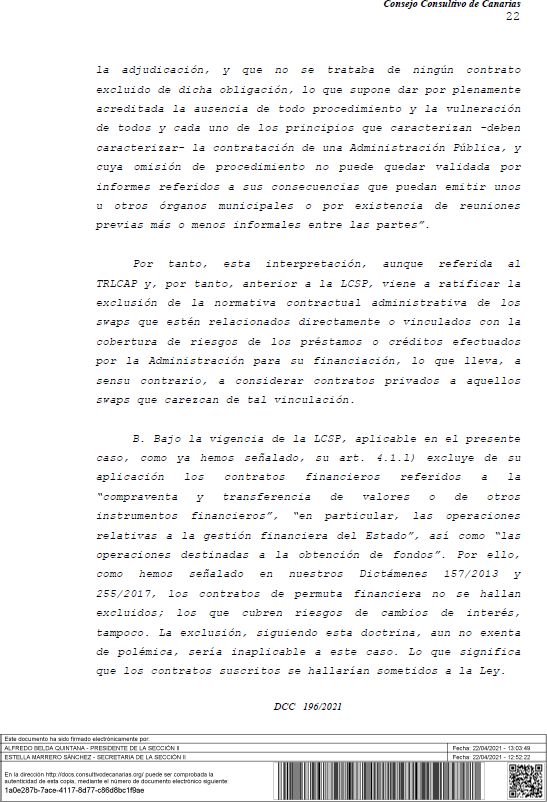 Consejo Consultivo de Canarias
22
la adjudicación, y que no se trataba de ningún contrato
excluido de dicha obligación, lo que supone dar por plenamente
acreditada la ausencia de todo procedimiento y la vulneración
de todos y cada uno de los principios que caracterizan -deben
caracterizar- la contratación de una Administración Pública, y
cuya omisión de procedimiento no puede quedar validada por
informes referidos a sus consecuencias que puedan emitir unos
u otros órganos municipales o por existencia de reuniones
previas más o menos informales entre las partes”.
Por tanto, esta interpretación, aunque referida al
TRLCAP y, por tanto, anterior a la LCSP, viene a ratificar la
exclusión de la normativa contractual administrativa de los
swaps que estén relacionados directamente o vinculados con la
cobertura de riesgos de los préstamos o créditos efectuados
por la Administración para su financiación, lo que lleva, a
sensu contrario, a considerar contratos privados a aquellos
swaps que carezcan de tal vinculación.
B. Bajo la vigencia de la LCSP, aplicable en el presente
caso, como ya hemos señalado, su art. 4.1.l) excluye de su
aplicación los contratos financieros referidos a la
“compraventa y transferencia de valores o de otros
instrumentos financieros”, “en particular, las operaciones
relativas a la gestión financiera del Estado”, así como “las
operaciones destinadas a la obtención de fondos”. Por ello,
como hemos señalado en nuestros Dictámenes 157/2013 y
255/2017, los contratos de permuta financiera no se hallan
excluidos; los que cubren riesgos de cambios de interés,
tampoco. La exclusión, siguiendo esta doctrina, aun no exenta
de polémica, sería inaplicable a este caso. Lo que significa
que los contratos suscritos se hallarían sometidos a la Ley.
DCC 196/2021
Este documento ha sido firmado electrónicamente por:
ALFREDO BELDA QUINTANA - PRESIDENTE DE LA SECCIÓN II Fecha: 22/04/2021 - 13:03:49
ESTELLA MARRERO SÁNCHEZ - SECRETARIA DE LA SECCIÓN II Fecha: 22/04/2021 - 12:52:22
En la dirección http://docs.consultivodecanarias.org/ puede ser comprobada la
autenticidad de esta copia, mediante el número de documento electrónico siguiente:
1a0e287b-7ace-4117-8d77-c86d8bc1f9ae